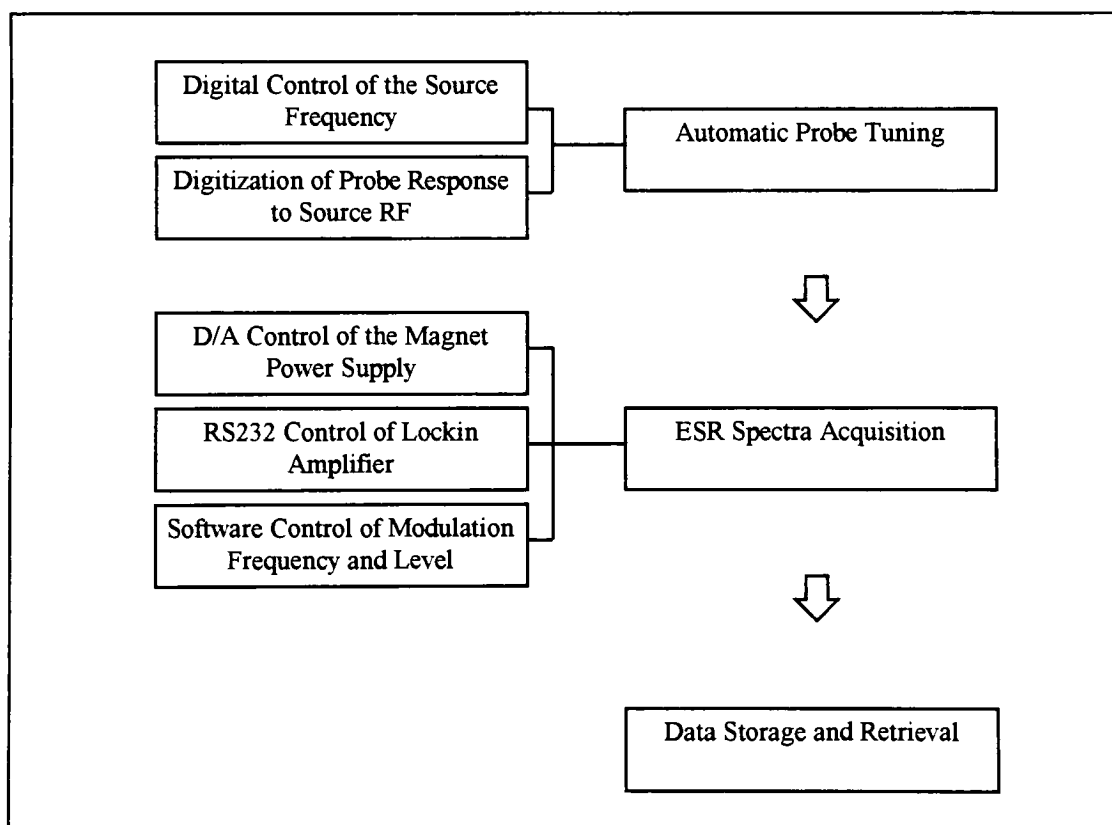 Digital Control of the Source
Frequency
Automatic Probe Tuning
Digitization of Probe Response
to Source RF
D/A Control of the Magnet
Power Supply
RS232 Control of Lockin
Amplifier
ESR Spectra Acquisition
Software Control of Modulation
Frequency and Level
Data Storage and Retrieval